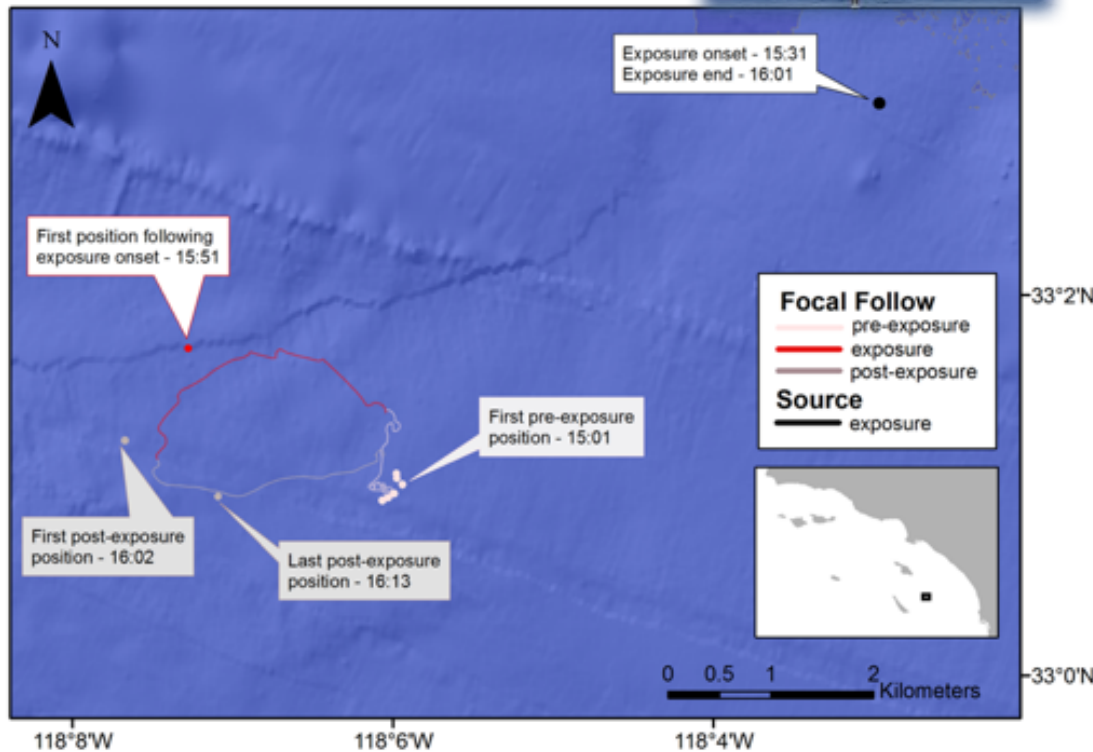 N
Exposure onset - 15:31
Exposure end - 16:01
First position following
exposure onset - 15:51
33°2'N
Focal Follow
pre-exposure
exposure
post-exposure
Source
exposure
First pre-exposure
position - 15:01
First post-exposure
position - 16:02
Last post-exposure
position - 16:13
0 0.5 1 2
Kilometers
33°0'N
118°8'W 118°6'W 118°4'W